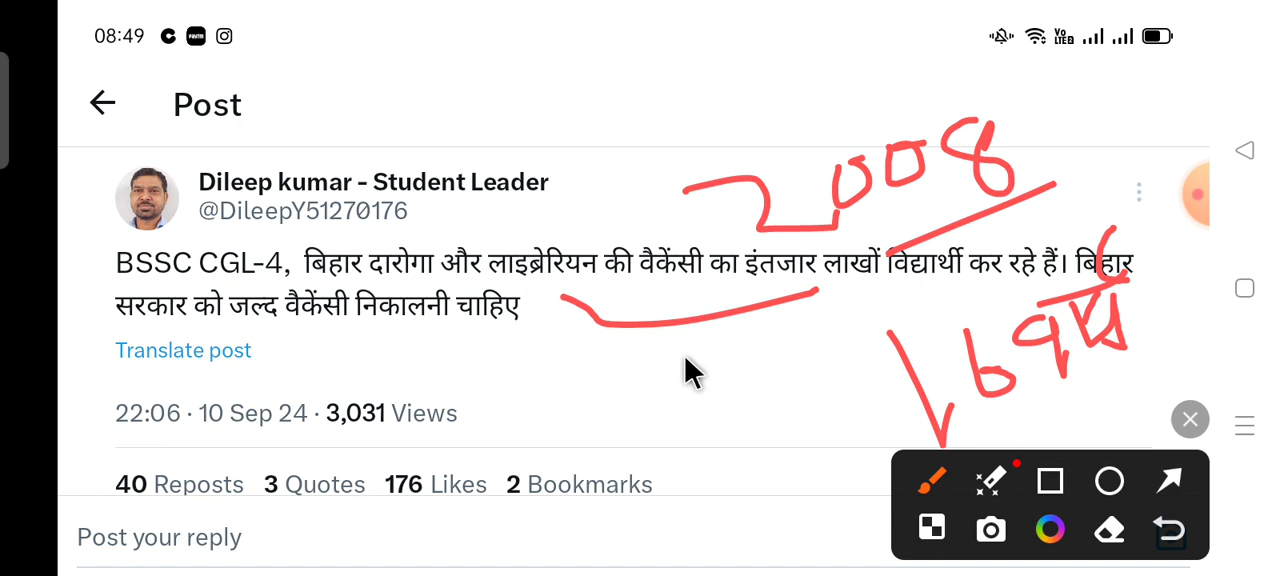 08:49
Post
Dileep kumar - Student Leader
@DileepY51270176
2008
BSSC CGL-4, बिहार दारोगा और लाइब्रेरियन की वैकेंसी का इंतजार लाखों विद्यार्थी कर रहे हैं। बिहार
सरकार को जल्द वैकेंसी निकालनी चाहिए
Translate post
16 वर्ष
22:06 · 10 Sep 24 · 3,031 Views
40 Reposts 3 Quotes 176 Likes 2 Bookmarks
Post your reply